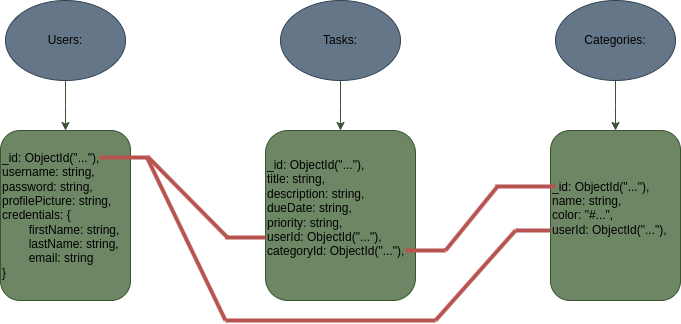 Users:
Tasks:
Categories:
_id: ObjectId("..."),
username: string,
password: string,
profilePicture: string,
credentials: {
firstName: string,
lastName: string,
email: string
}
_id: ObjectId("..."),
title: string,
description: string,
dueDate: string,
priority: string,
userId: ObjectId("..."),
categoryId: ObjectId("..."),
_id: ObjectId("..."),
name: string,
color: "#...",
userId: ObjectId("..."),